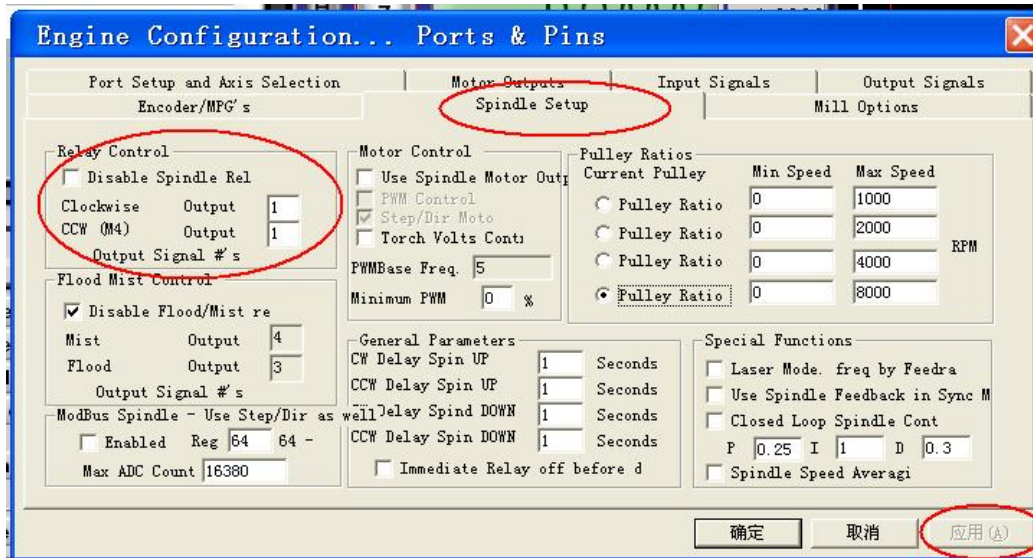 Engine Configuration... Ports & Pins
Port Setup and Axis Selection
Motor Outputs
Input Signals
Output Signals
Encoder/MPG's
Spindle Setup
Mill Options
Relay Control
Disable Spindle Rel
Clockwise Output 1
CCW (M4) Output 1
Output Signal #'s
Flood Mist Control
Disable Flood/Mist re
Mist Output 4
Flood Output 3
Output Signal #'s
ModBus Spindle - Use Step/Dir as well
Enabled Reg 64 64 -
Max ADC Count 16380
Motor Control
Use Spindle Motor Outp
PWM Control
Step/Dir Moto
Torch Volts Cont
PWMBase Freq. 5
Minimum PWM 0 %
General Parameters
CW Delay Spin UP 1 Seconds
CCW Delay Spin UP 1 Seconds
Delay Spind DOWN 1 Seconds
CCW Delay Spin DOWN 1 Seconds
Immediate Relay off before d
Pulley Ratios
Current Pulley Min Speed Max Speed
Pulley Ratio 0 1000
Pulley Ratio 0 2000
Pulley Ratio 0 4000
Pulley Ratio 0 8000
RPM
Special Functions
Laser Mode. freq by Feedra
Use Spindle Feedback in Sync M
Closed Loop Spindle Cont
P 0.25 I 1 D 0.3
Spindle Speed Averagi
确定
取消
应用(A)